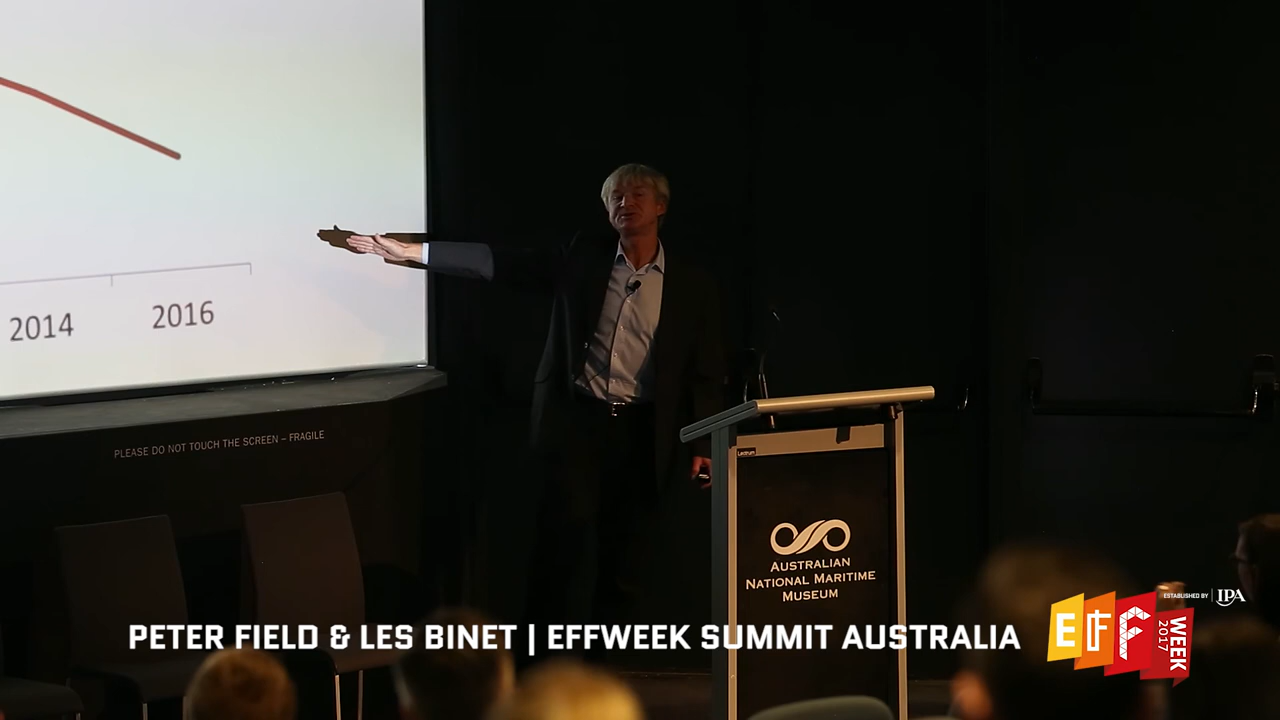 2014
2016
PLEASE DO NOT TOUCH THE SCREEN – FRAGILE
Lectrum
AUSTRALIAN
NATIONAL MARITIME
MUSEUM
ESTABLISHED BY | IPA
PETER FIELD & LES BINET | EFFWEEK SUMMIT AUSTRALIA
EFF
WEEK
2017